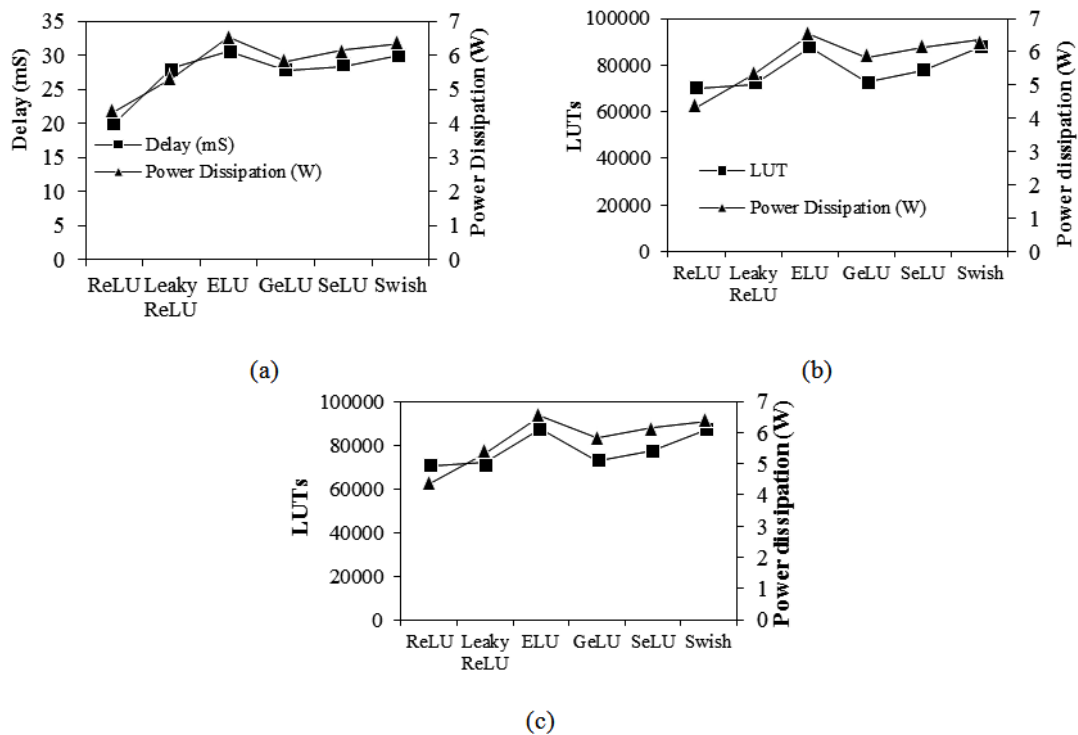 35
30
25
20
15
10
5
0
Delay (mS)
7
6
5
4
3
2
1
0
Power Dissipation (W)
Delay (mS)
Power Dissipation (W)
ReLU Leaky ELU GeLU SeLU Swish
ReLU
(a)
100000
80000
60000
40000
20000
0
LUTs
7
6
5
4
3
2
1
0
Power dissipation (W)
LUT
Power Dissipation (W)
ReLU Leaky ELU GeLU SeLU Swish
ReLU
(b)
100000
80000
60000
40000
20000
0
LUTs
7
6
5
4
3
2
1
0
Power dissipation (W)
ReLU Leaky ELU GeLU SeLU Swish
ReLU
(c)